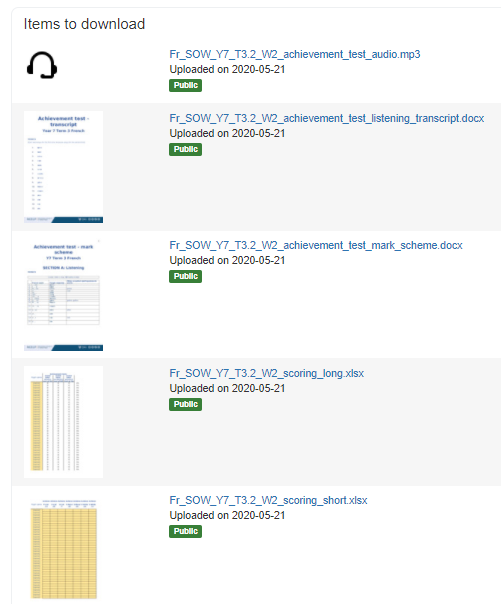 Items to download
Fr_SOW_Y7_T3.2_W2_achievement_test_audio.mp3
Uploaded on 2020-05-21
Public
Fr_SOW_Y7_T3.2_W2_achievement_test_listening_transcript.docx
Uploaded on 2020-05-21
Public
Achievement test -
transcript
Year 7 Term 3 French
Fr_SOW_Y7_T3.2_W2_achievement_test_mark_scheme.docx
Uploaded on 2020-05-21
Public
Achievement test - mark
scheme
Y7 Term 3 French
SECTION A: Listening
Fr_SOW_Y7_T3.2_W2_scoring_long.xlsx
Uploaded on 2020-05-21
Public
Fr_SOW_Y7_T3.2_W2_scoring_short.xlsx
Uploaded on 2020-05-21
Public